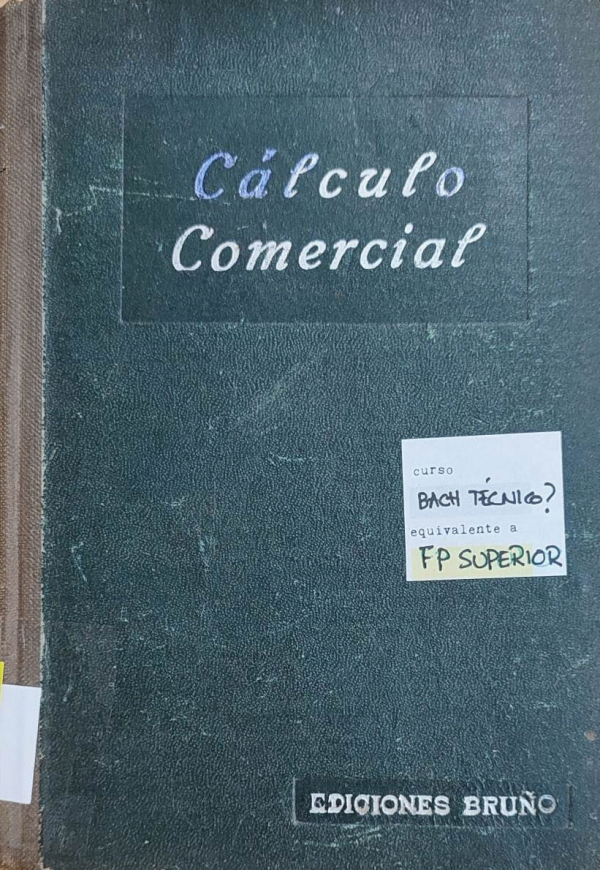 Cálculo
Comercial
curso
BACH TÉCNICO?
equivalente a
FP SUPERIOR
EDICIONES BRUÑO